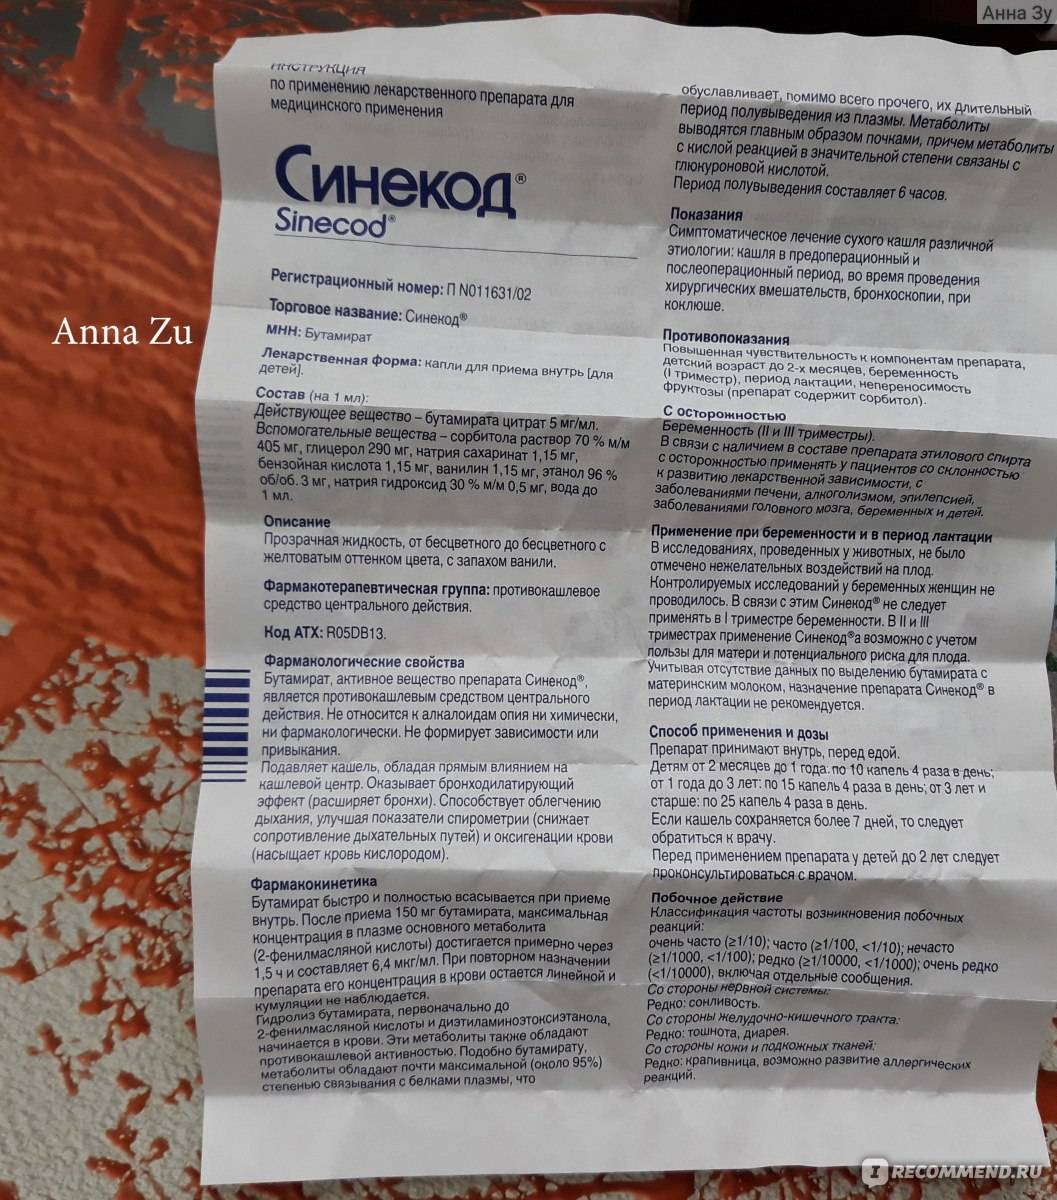 Анна Зу
Anna Zu
ИНСТРУКЦИЯ
по применению лекарственного препарата для
медицинского применения
Синекод®
Sinecod®
Регистрационный номер: П N011631/02
Торговое название: Синекод®
МНН: Бутамират
Лекарственная форма: капли для приема внутрь [для
детей].
Состав (на 1 мл):
Действующее вещество – бутамирата цитрат 5 мг/мл.
Вспомогательные вещества – сорбитола раствор 70 % м/м
405 мг, глицерол 290 мг, натрия сахаринат 1,15 мг,
бензойная кислота 1,15 мг, ванилин 1,15 мг, этанол 96 %
об/об. 3 мг, натрия гидроксид 30 % м/м 0,5 мг, вода до
1 мл.
Описание
Прозрачная жидкость, от бесцветного до бесцветного с
желтоватым оттенком цвета, с запахом ванили.
Фармакотерапевтическая группа: противокашлевое
средство центрального действия.
Код АТХ: R05DB13.
Фармакологические свойства
Бутамират, активное вещество препарата Синекод®,
является противокашлевым средством центрального
действия. Не относится к алкалоидам опия ни химически,
ни фармакологически. Не формирует зависимости или
привыкания.
Подавляет кашель, обладая прямым влиянием на
кашлевой центр. Оказывает бронходилатирующий
эффект (расширяет бронхи). Способствует облегчению
дыхания, улучшая показатели спирометрии (снижает
сопротивление дыхательных путей) и оксигенации крови
(насыщает кровь кислородом).
Фармакокинетика
Бутамират быстро и полностью всасывается при приеме
внутрь. После приема 150 мг бутамирата, максимальная
концентрация в плазме основного метаболита
(2-фенилмасляной кислоты) достигается примерно через
1,5 ч и составляет 6,4 мкг/мл. При повторном назначении
препарата его концентрация в крови остается линейной и
кумуляции не наблюдается.
Гидролиз бутамирата, первоначально до
2-фенилмасляной кислоты и диэтиламиноэтоксиэтанола,
начинается в крови. Эти метаболиты также обладают
противокашлевой активностью. Подобно бутамирату,
метаболиты обладают почти максимальной (около 95%)
степенью связывания с белками плазмы, что
обуславливает, помимо всего прочего, их длительный
период полувыведения из плазмы. Метаболиты
выводятся главным образом почками, причем метаболиты
с кислой реакцией в значительной степени связаны с
глюкуроновой кислотой.
Период полувыведения составляет 6 часов.
Показания
Симптоматическое лечение сухого кашля различной
этиологии: кашля в предоперационный и
послеоперационный период, во время проведения
хирургических вмешательств, бронхоскопии, при
коклюше.
Противопоказания
Повышенная чувствительность к компонентам препарата,
детский возраст до 2-х месяцев, беременность
(I триместр), период лактации, непереносимость
фруктозы (препарат содержит сорбитол).
С осторожностью
Беременность (II и III триместры).
В связи с наличием в составе препарата этилового спирта
с осторожностью применять у пациентов со склонностью
к развитию лекарственной зависимости, с
заболеваниями печени, алкоголизмом, эпилепсией,
заболеваниями головного мозга, беременных и детей.
Применение при беременности и в период лактации
В исследованиях, проведенных у животных, не было
отмечено нежелательных воздействий на плод.
Контролируемых исследований у беременных женщин не
проводилось. В связи с этим Синекод® не следует
применять в I триместре беременности. В II и III
триместрах применение Синекод®а возможно с учетом
пользы для матери и потенциального риска для плода.
Учитывая отсутствие данных по выделению бутамирата с
материнским молоком, назначение препарата Синекод® в
период лактации не рекомендуется.
Способ применения и дозы
Препарат принимают внутрь, перед едой.
Детям от 2 месяцев до 1 года: по 10 капель 4 раза в день;
от 1 года до 3 лет: по 15 капель 4 раза в день; от 3 лет и
старше: по 25 капель 4 раза в день.
Если кашель сохраняется более 7 дней, то следует
обратиться к врачу.
Перед применением препарата у детей до 2 лет следует
проконсультироваться с врачом.
Побочное действие
Классификация частоты возникновения побочных
реакций:
очень часто (≥1/10); часто (≥1/100, <1/10); нечасто
(≥1/1000, <1/100); редко (≥1/10000, <1/1000); очень редко
(<1/10000), включая отдельные сообщения.
Со стороны нервной системы:
Редко: сонливость.
Со стороны желудочно-кишечного тракта:
Редко: тошнота, диарея.
Со стороны кожи и подкожных тканей:
Редко: крапивница, возможно развитие аллергических
реакций.
I RECOMMEND.RU